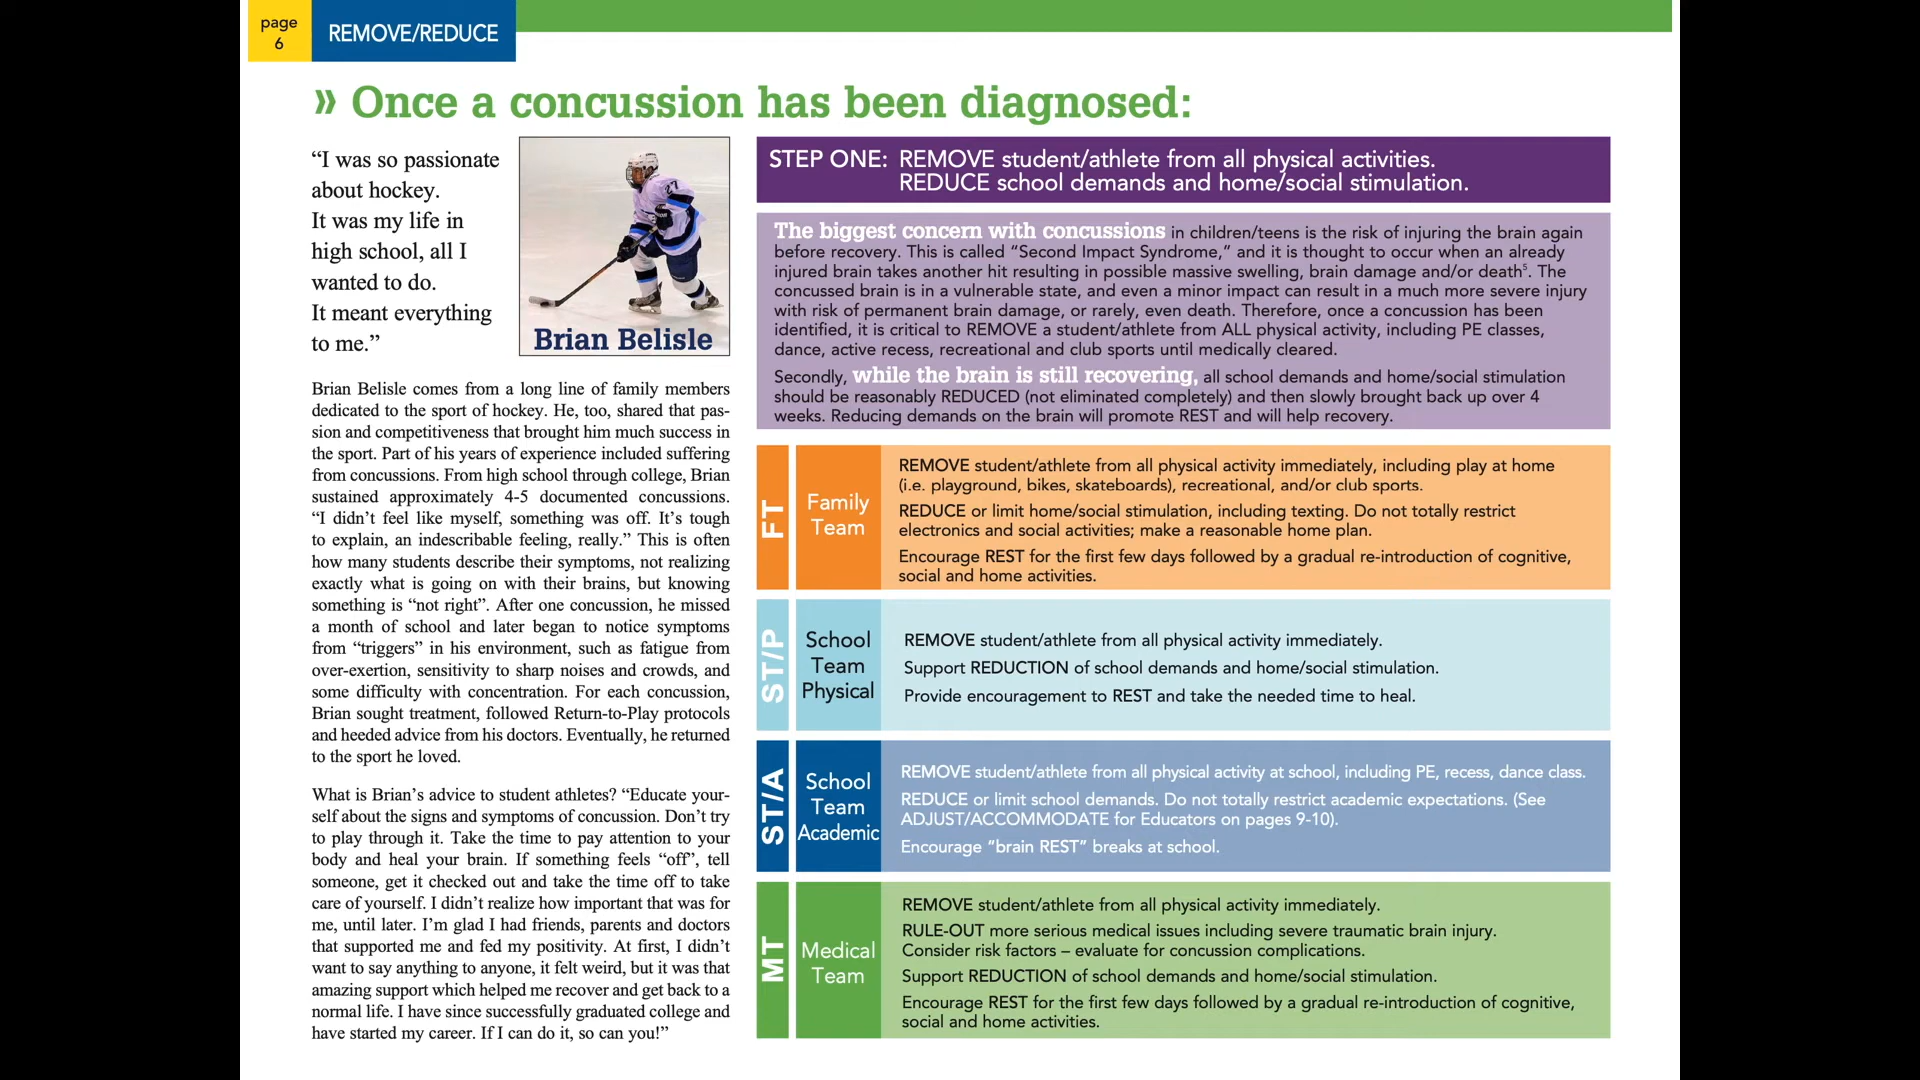 page
6
REMOVE/REDUCE
» Once a concussion has been diagnosed:
“I was so passionate
about hockey.
It was my life in
high school, all I
wanted to do.
It meant everything
to me.”
27
Brian Belisle
Brian Belisle comes from a long line of family members
dedicated to the sport of hockey. He, too, shared that pas-
sion and competitiveness that brought him much success in
the sport. Part of his years of experience included suffering
from concussions. From high school through college, Brian
sustained approximately 4-5 documented concussions.
“I didn’t feel like myself, something was off. It’s tough
to explain, an indescribable feeling, really.” This is often
how many students describe their symptoms, not realizing
exactly what is going on with their brains, but knowing
something is “not right”. After one concussion, he missed
a month of school and later began to notice symptoms
from “triggers” in his environment, such as fatigue from
over-exertion, sensitivity to sharp noises and crowds, and
some difficulty with concentration. For each concussion,
Brian sought treatment, followed Return-to-Play protocols
and heeded advice from his doctors. Eventually, he returned
to the sport he loved.
What is Brian’s advice to student athletes? “Educate your-
self about the signs and symptoms of concussion. Don’t try
to play through it. Take the time to pay attention to your
body and heal your brain. If something feels “off”, tell
someone, get it checked out and take the time off to take
care of yourself. I didn’t realize how important that was for
me, until later. I’m glad I had friends, parents and doctors
that supported me and fed my positivity. At first, I didn’t
want to say anything to anyone, it felt weird, but it was that
amazing support which helped me recover and get back to a
normal life. I have since successfully graduated college and
have started my career. If I can do it, so can you!”
STEP ONE: REMOVE student/athlete from all physical activities.
REDUCE school demands and home/social stimulation.
The biggest concern with concussions in children/teens is the risk of injuring the brain again
before recovery. This is called “Second Impact Syndrome,” and it is thought to occur when an already
injured brain takes another hit resulting in possible massive swelling, brain damage and/or death⁵. The
concussed brain is in a vulnerable state, and even a minor impact can result in a much more severe injury
with risk of permanent brain damage, or rarely, even death. Therefore, once a concussion has been
identified, it is critical to REMOVE a student/athlete from ALL physical activity, including PE classes,
dance, active recess, recreational and club sports until medically cleared.
Secondly, while the brain is still recovering, all school demands and home/social stimulation
should be reasonably REDUCED (not eliminated completely) and then slowly brought back up over 4
weeks. Reducing demands on the brain will promote REST and will help recovery.
FT
Family
Team
REMOVE student/athlete from all physical activity immediately, including play at home
(i.e. playground, bikes, skateboards), recreational, and/or club sports.
REDUCE or limit home/social stimulation, including texting. Do not totally restrict
electronics and social activities; make a reasonable home plan.
Encourage REST for the first few days followed by a gradual re-introduction of cognitive,
social and home activities.
ST/P
School
Team
Physical
REMOVE student/athlete from all physical activity immediately.
Support REDUCTION of school demands and home/social stimulation.
Provide encouragement to REST and take the needed time to heal.
ST/A
School
Team
Academic
REMOVE student/athlete from all physical activity at school, including PE, recess, dance class.
REDUCE or limit school demands. Do not totally restrict academic expectations. (See
ADJUST/ACCOMMODATE for Educators on pages 9-10).
Encourage “brain REST” breaks at school.
MT
Medical
Team
REMOVE student/athlete from all physical activity immediately.
RULE-OUT more serious medical issues including severe traumatic brain injury.
Consider risk factors – evaluate for concussion complications.
Support REDUCTION of school demands and home/social stimulation.
Encourage REST for the first few days followed by a gradual re-introduction of cognitive,
social and home activities.